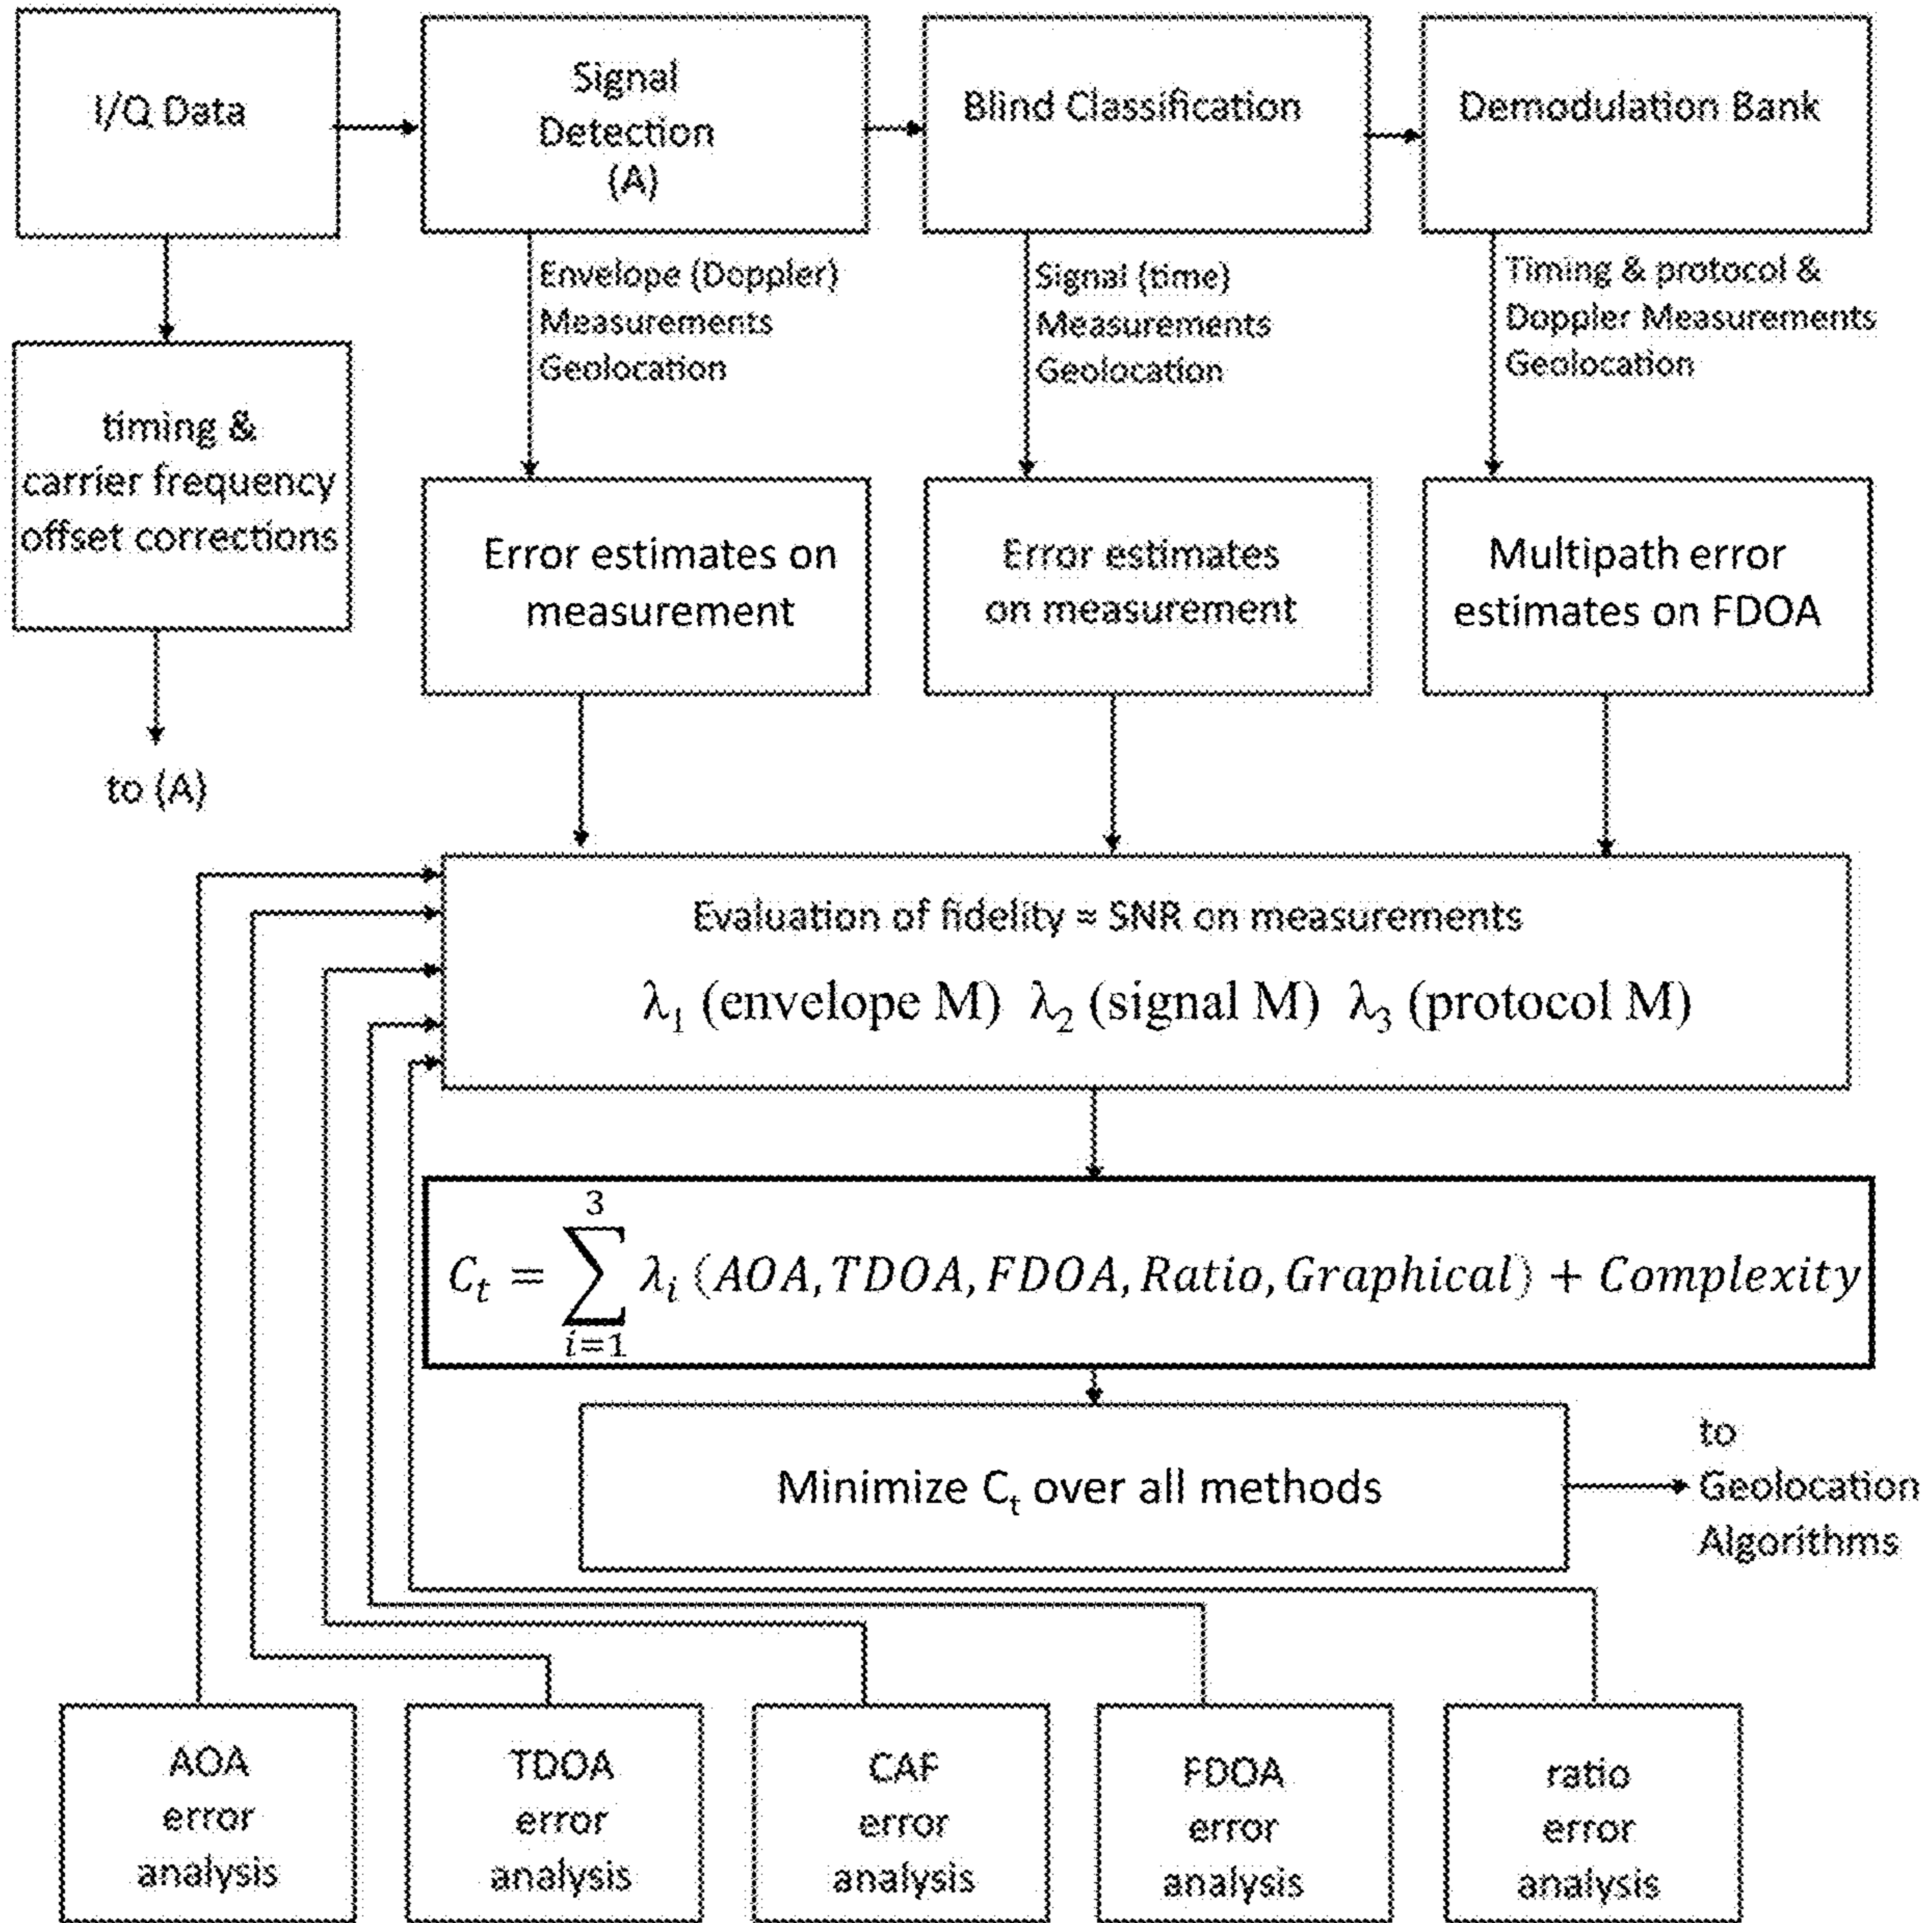 I/Q Data
Signal
Detection
(A)
Blind Classification
Demodulation Bank
Envelope (Doppler)
Measurements
Geolocation
Signal (time)
Measurements
Geolocation
Timing & protocol &
Doppler Measurements
Geolocation
timing &
carrier frequency
offset corrections
to (A)
Error estimates on
measurement
Error estimates
on measurement
Multipath error
estimates on FDOA
Evaluation of fidelity ≈ SNR on measurements
λ₁ (envelope M) λ₂ (signal M) λ₃ (protocol M)
C_t = ∑_{i=1}^{3} λ_i (AOA, TDOA, FDOA, Ratio, Graphical) + Complexity
Minimize C_t over all methods
to
Geolocation
Algorithms
AOA
error
analysis
TDOA
error
analysis
CAF
error
analysis
FDOA
error
analysis
ratio
error
analysis